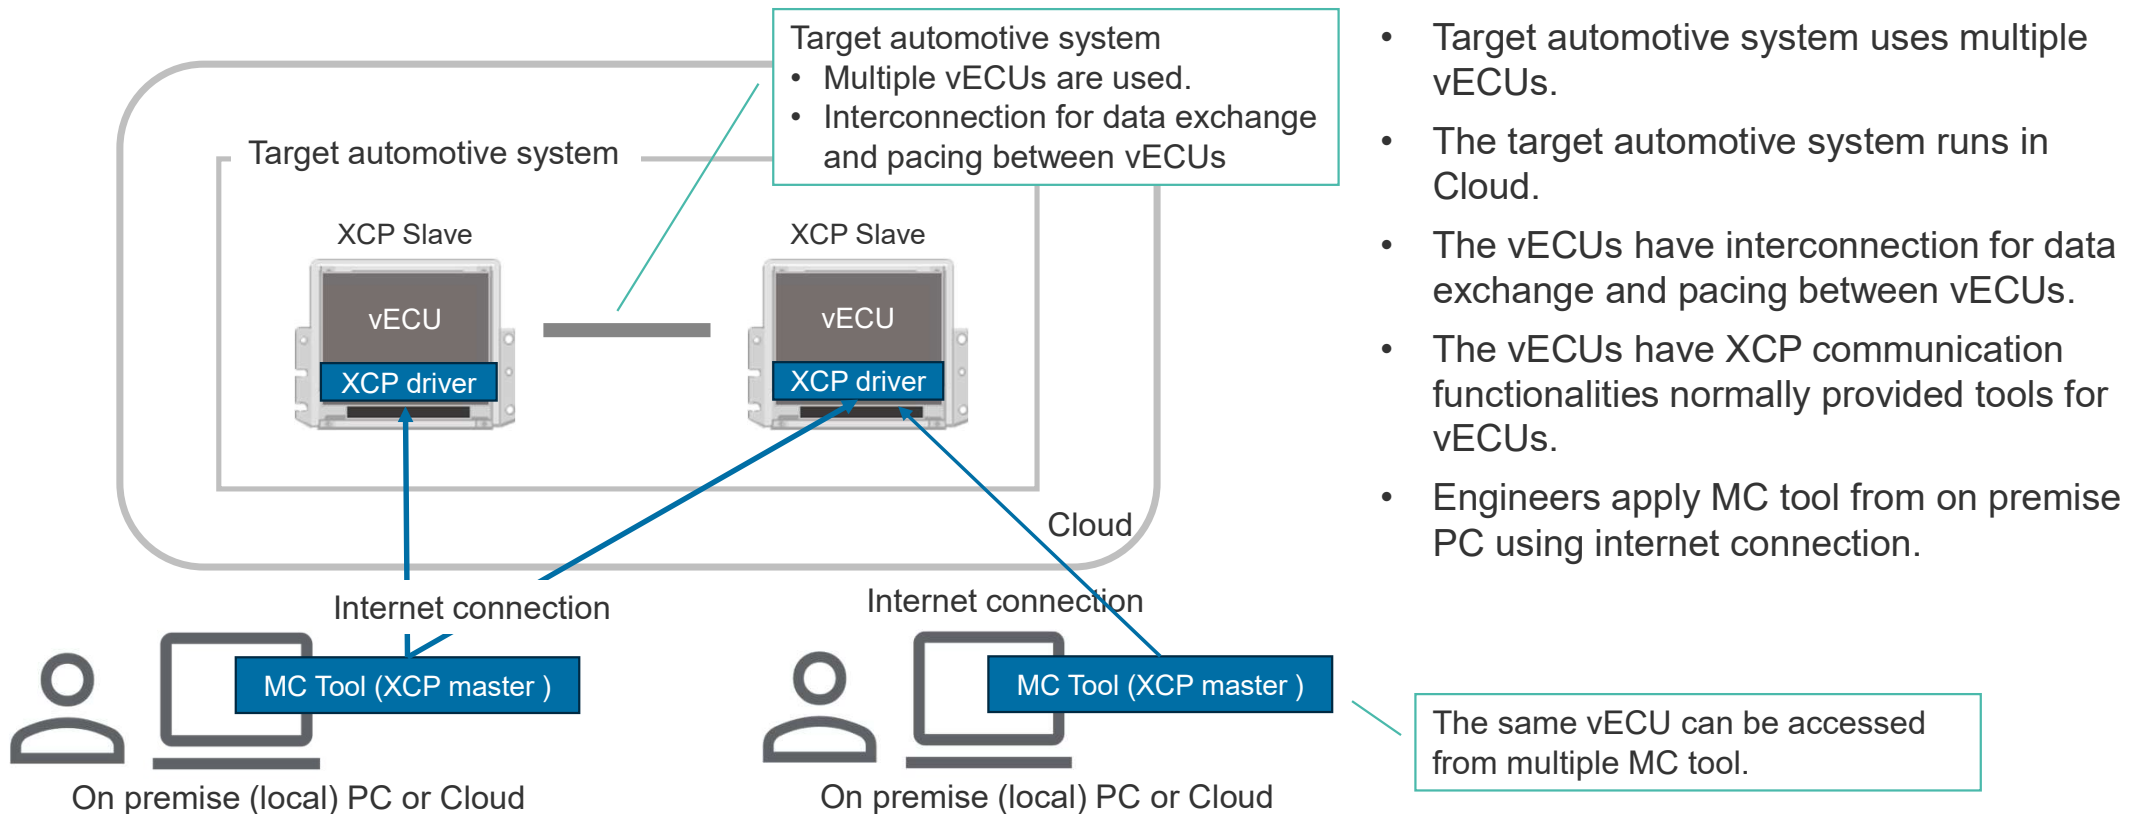 Target automotive system
• Multiple vECUs are used.
• Interconnection for data exchange
and pacing between vECUs
Target automotive system
XCP Slave
XCP Slave
vECU
vECU
XCP driver
XCP driver
Cloud
Internet connection
Internet connection
MC Tool (XCP master )
MC Tool (XCP master )
On premise (local) PC or Cloud
On premise (local) PC or Cloud
• Target automotive system uses multiple
vECUs.
• The target automotive system runs in
Cloud.
• The vECUs have interconnection for data
exchange and pacing between vECUs.
• The vECUs have XCP communication
functionalities normally provided tools for
vECUs.
• Engineers apply MC tool from on premise
PC using internet connection.
The same vECU can be accessed
from multiple MC tool.